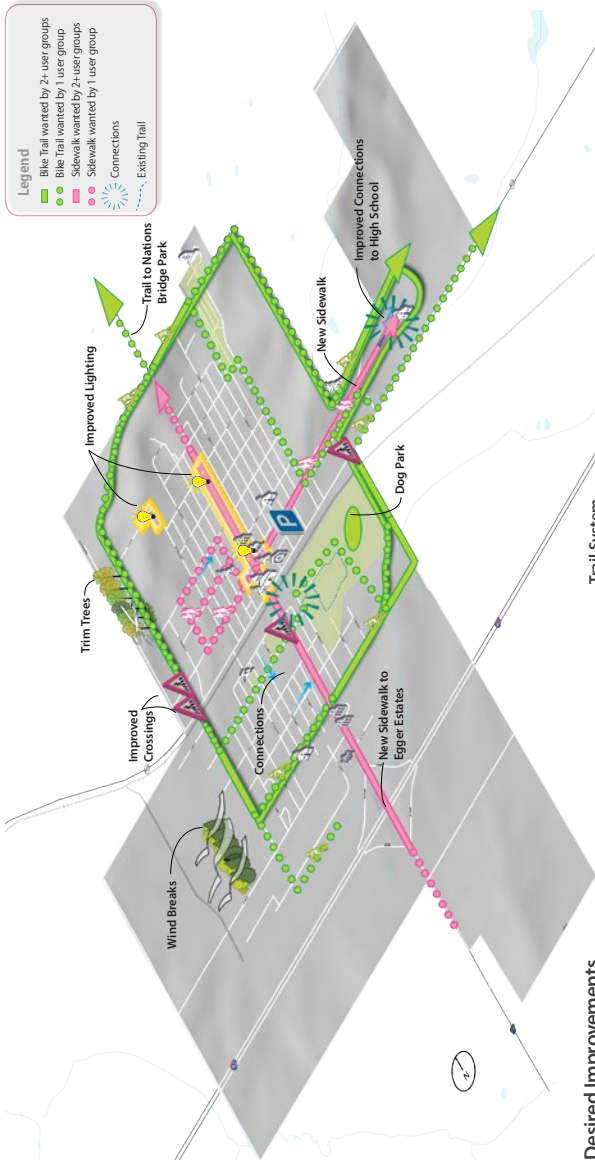 Legend
Bike Trail wanted by 2+ user groups
Bike Trail wanted by 1 user group
Sidewalk wanted by 2+ user groups
Sidewalk wanted by 1 user group
Connections
Existing Trail
Trail to Nations
Bridge Park
Improved Lighting
Trim Trees
Improved
Crossings
Wind Breaks
Connections
New Sidewalk to
Egger Estates
Dog Park
New Sidewalk
Improved Connections
to High School
P
N
Desired Improvements
Trail System